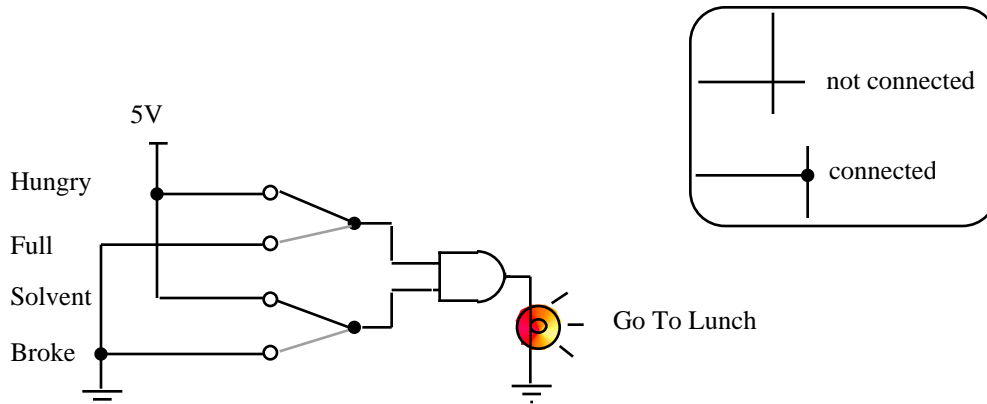 not connected
5V
connected
Hungry
Full
Solvent
Go To Lunch
Broke